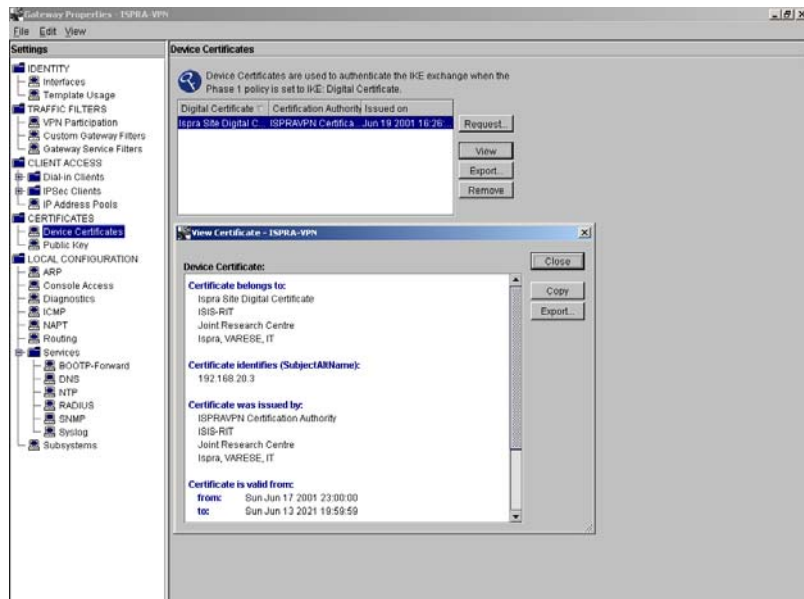 Gateway Properties - ISPRA-VPN
File Edit View
Settings
IDENTITY
Interfaces
Template Usage
TRAFFIC FILTERS
VPN Participation
Custom Gateway Filters
Gateway Service Filters
CLIENT ACCESS
Dial-in Clients
IPSec Clients
IP Address Pools
CERTIFICATES
Device Certificates
Public Key
LOCAL CONFIGURATION
ARP
Console Access
Diagnostics
ICMP
NAPT
Routing
Services
BOOTP-Forward
DNS
NTP
RADIUS
SNMP
Syslog
Subsystems
Device Certificates
Device Certificates are used to authenticate the IKE exchange when the
Phase 1 policy is set to IKE: Digital Certificate.
Digital Certificate Certification Authority Issued on
Ispra Site Digital C... ISPRAVPN Certifica... Jun 19 2001 16:26:...
Request...
View
Export...
Remove
View Certificate - ISPRA-VPN
Device Certificate:
Certificate belongs to:
Ispra Site Digital Certificate
ISIS-RIT
Joint Research Centre
Ispra, VARESE, IT
Certificate identifies (SubjectAltName):
192.168.20.3
Certificate was issued by:
ISPRAVPN Certification Authority
ISIS-RIT
Joint Research Centre
Ispra, VARESE, IT
Certificate is valid from:
from: Sun Jun 17 2001 23:00:00
to: Sun Jun 13 2021 19:59:59
Close
Copy
Export...